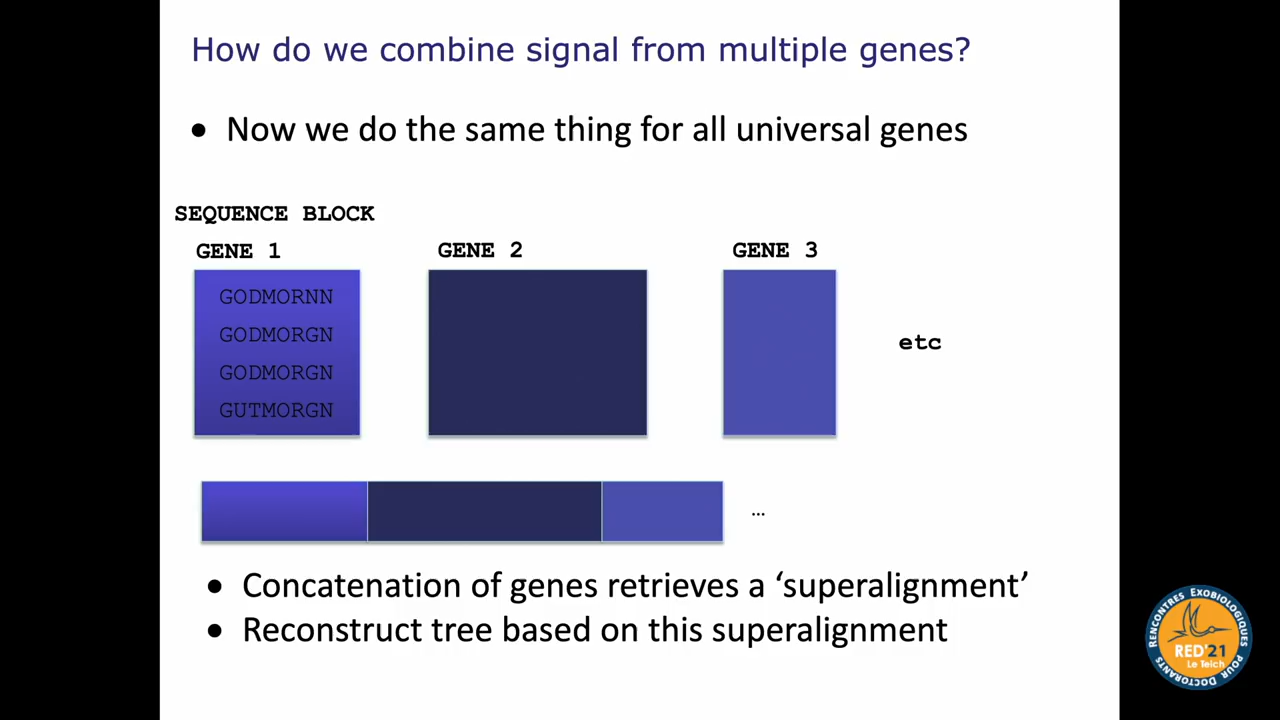 How do we combine signal from multiple genes?
• Now we do the same thing for all universal genes
SEQUENCE BLOCK
GENE 1
GENE 2
GENE 3
GODMORNN
GODMORGN
GODMORGN
GUTMORGN
etc
…
• Concatenation of genes retrieves a ‘superalignment’
• Reconstruct tree based on this superalignment
RENCONTRES EXOBIOLOGIQUES
POUR DOCTORANTS
RED'21
Le Teich